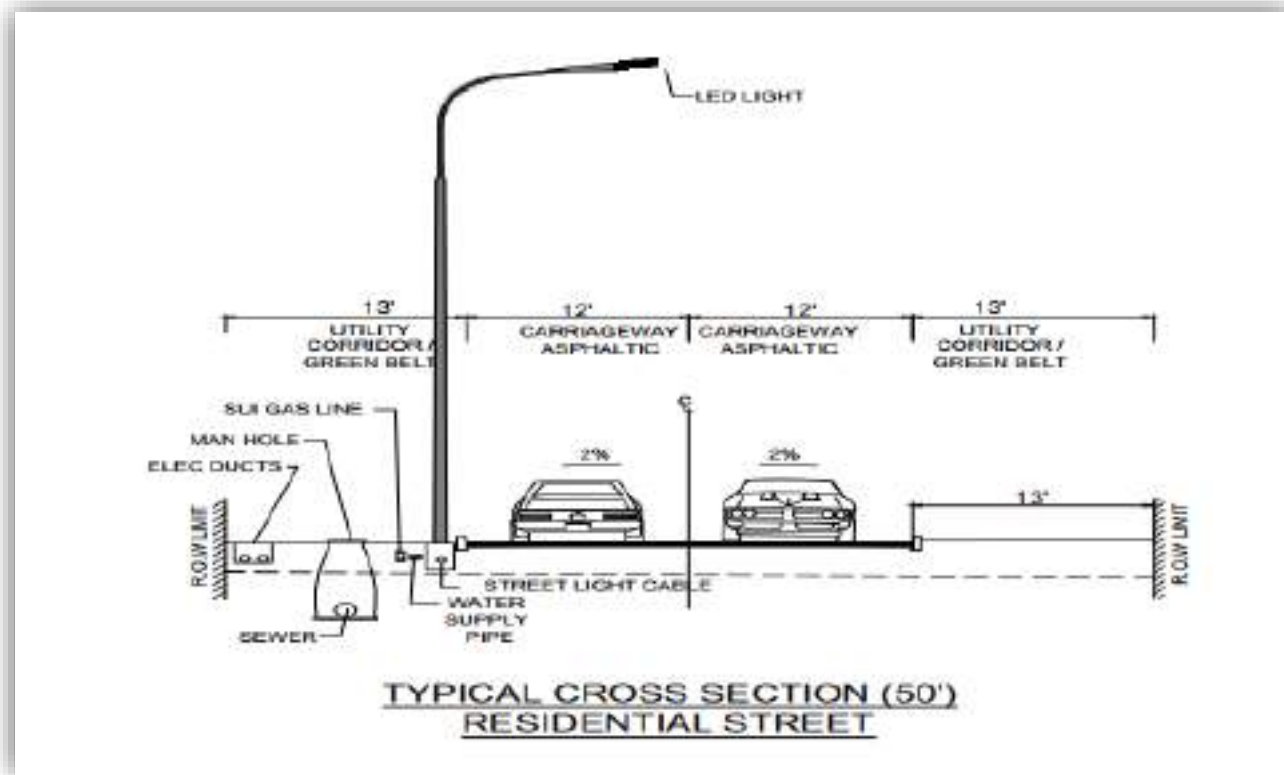 LED LIGHT
13'
12'
12'
13'
UTILITY
CORRIDOR /
GREEN BELT
CARRIAGEWAY
ASPHALTIC
CARRIAGEWAY
ASPHALTIC
UTILITY
CORRIDOR /
GREEN BELT
SUI GAS LINE
MAN HOLE
ELEC DUCTS
℄
2%
2%
13'
R.O.W LIMIT
R.O.W LIMIT
STREET LIGHT CABLE
WATER
SUPPLY
PIPE
SEWER
TYPICAL CROSS SECTION (50')
RESIDENTIAL STREET